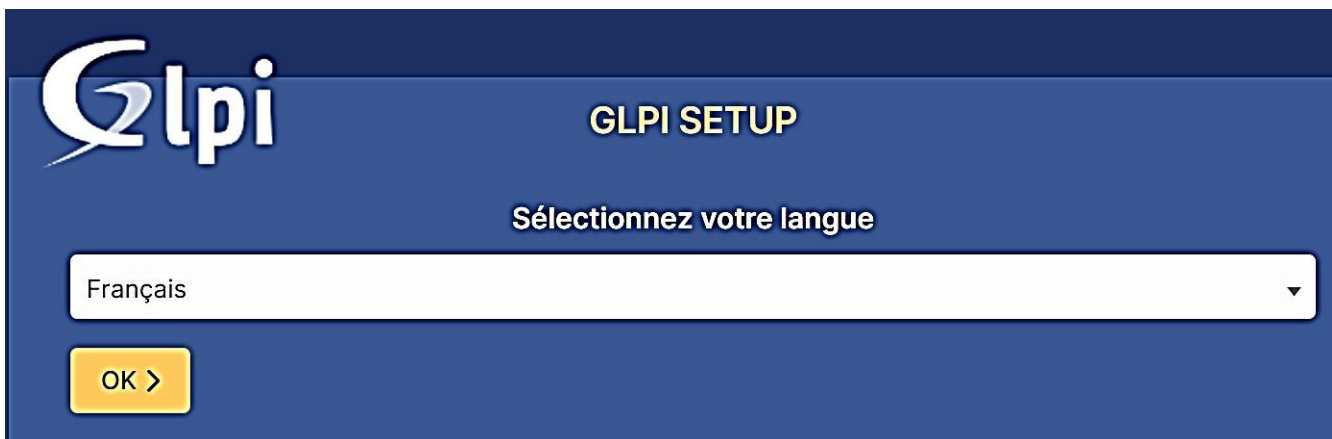 Glpi
GLPI SETUP
Sélectionnez votre langue
Français
OK